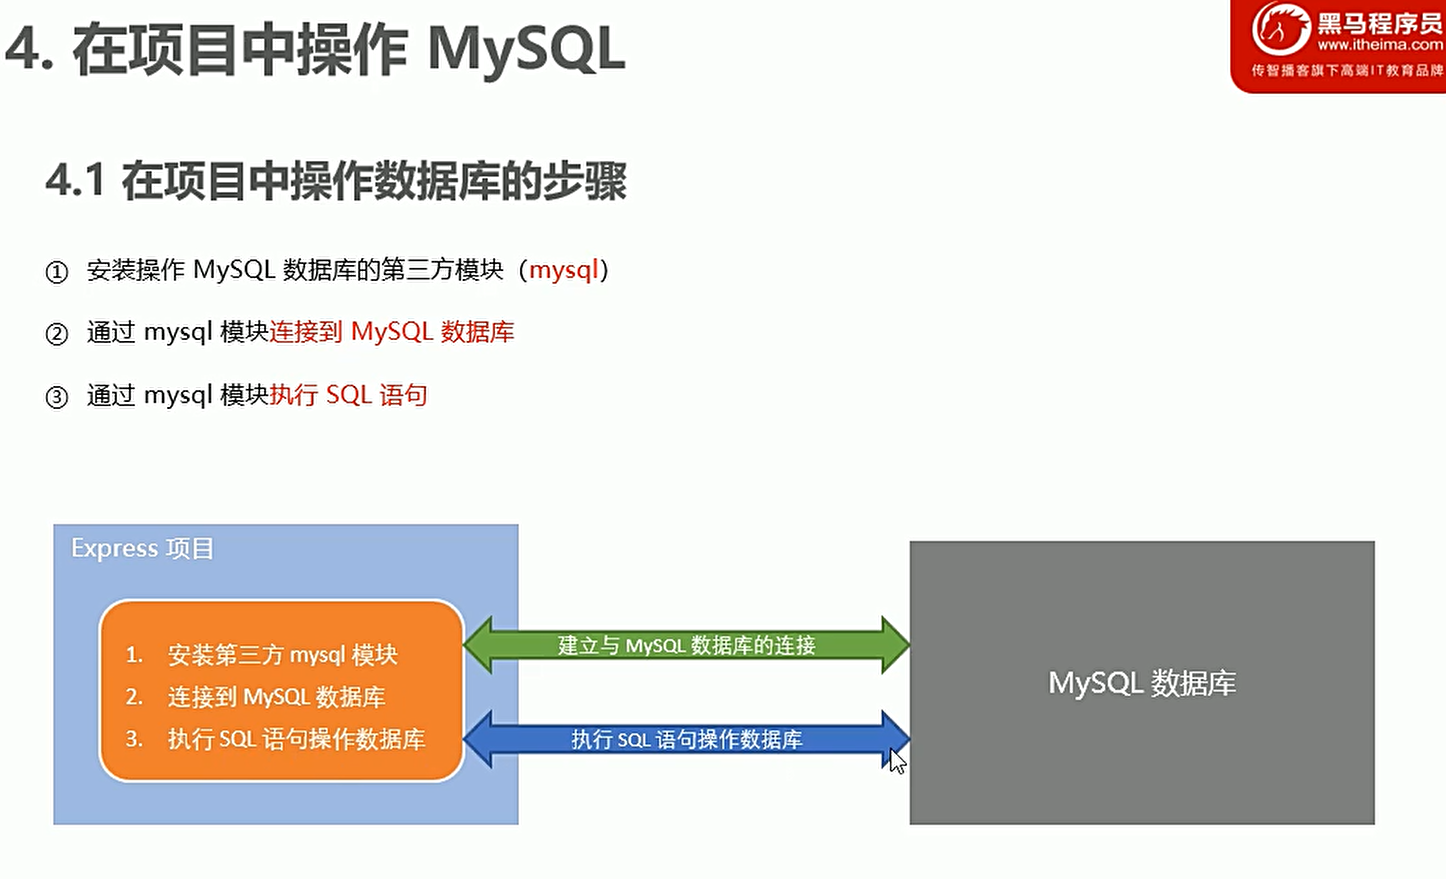 4. 在项目中操作 MySQL
黑马程序员
www.itheima.com
传智播客旗下高端IT教育品牌
4.1 在项目中操作数据库的步骤
① 安装操作 MySQL 数据库的第三方模块（mysql）
② 通过 mysql 模块连接到 MySQL 数据库
③ 通过 mysql 模块执行 SQL 语句
Express 项目
1. 安装第三方 mysql 模块
2. 连接到 MySQL 数据库
3. 执行 SQL 语句操作数据库
建立与 MySQL 数据库的连接
执行 SQL 语句操作数据库
MySQL 数据库